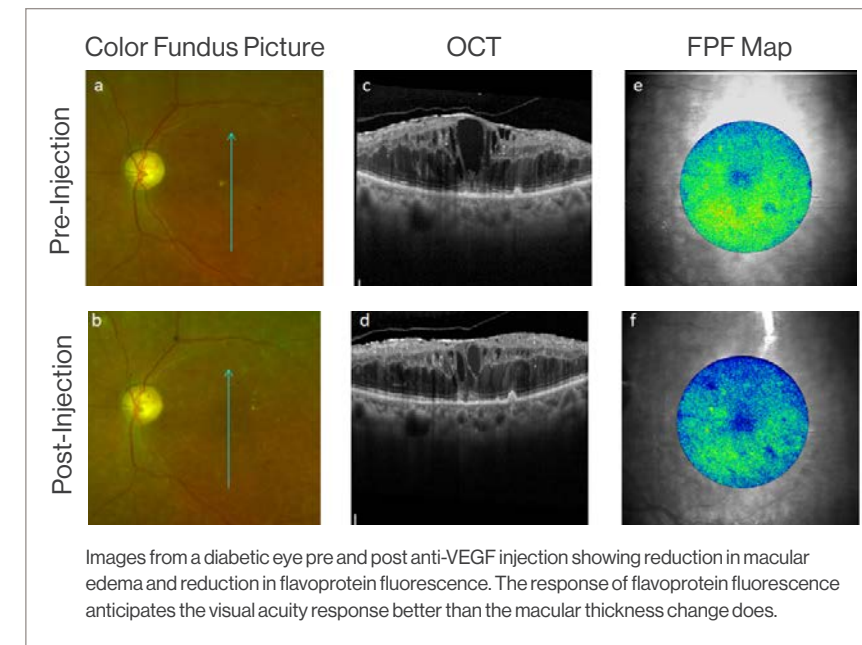 Color Fundus Picture
OCT
FPF Map
Pre-Injection
a
c
e
Post-Injection
b
d
f
Images from a diabetic eye pre and post anti-VEGF injection showing reduction in macular
edema and reduction in flavoprotein fluorescence. The response of flavoprotein fluorescence
anticipates the visual acuity response better than the macular thickness change does.